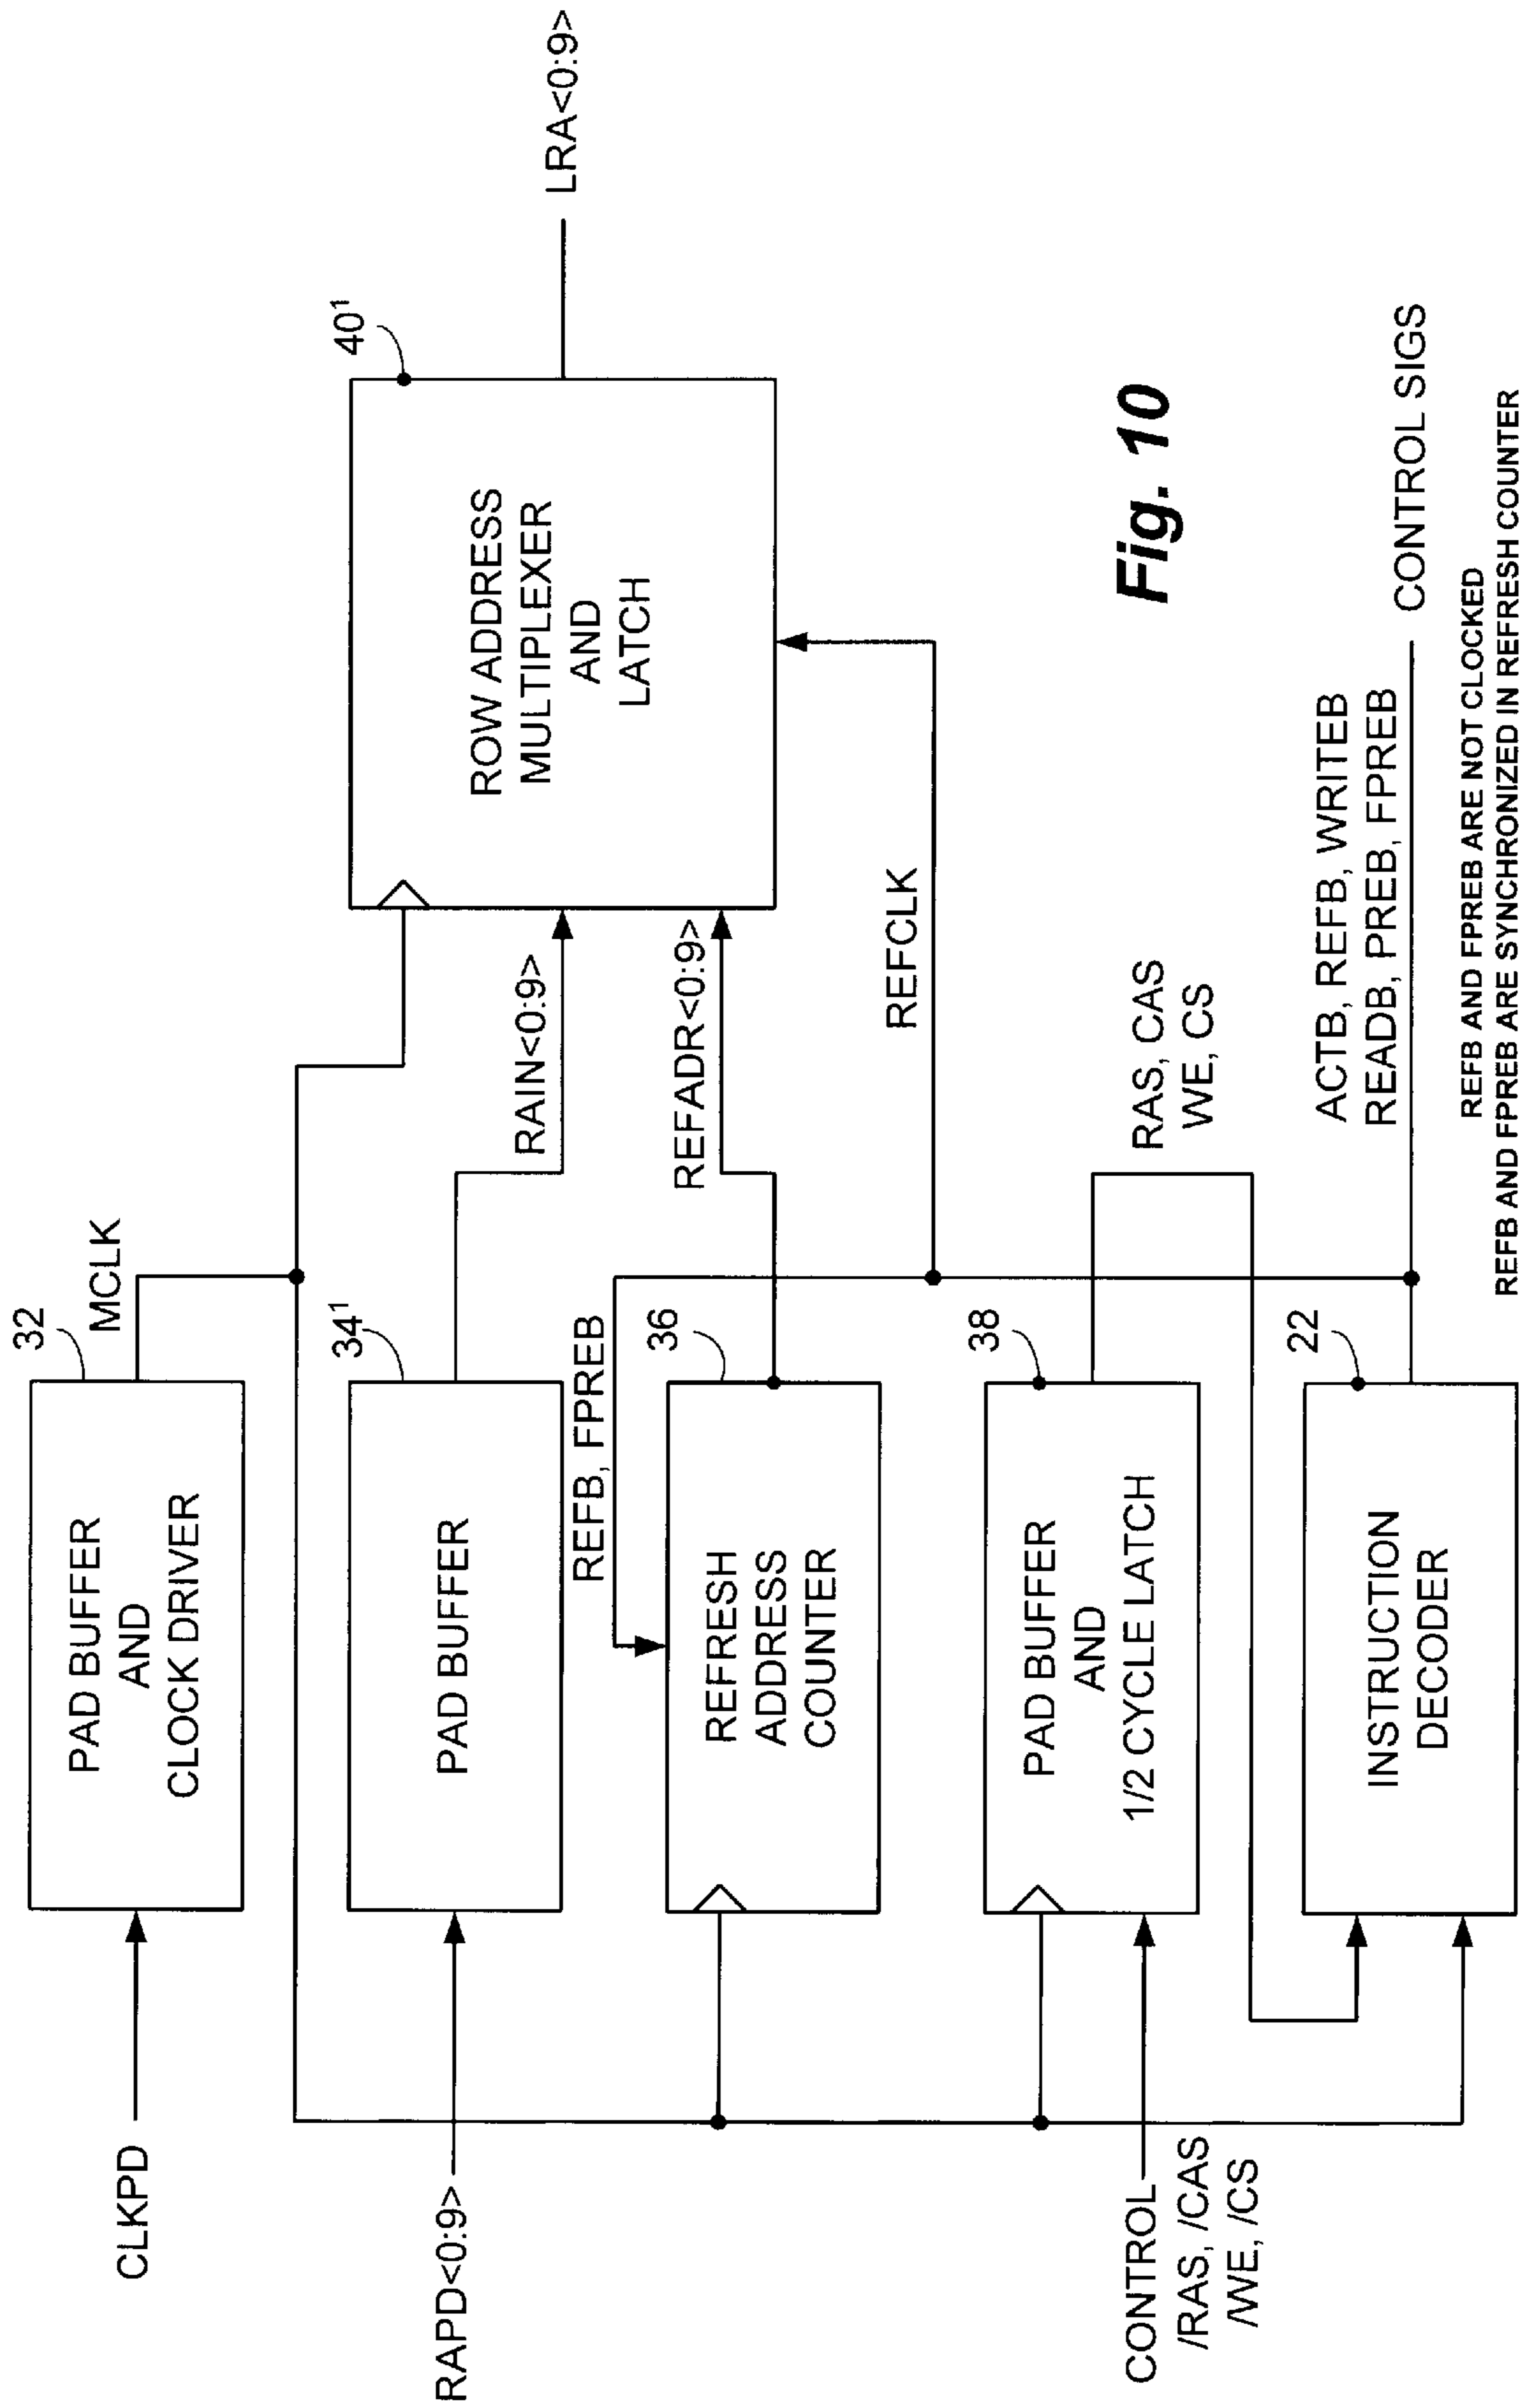 CLKPD
PAD BUFFER
AND
CLOCK DRIVER
32
MCLK
RAPD<0:9>
PAD BUFFER
34¹
RAIN<0:9>
REFB, FPREB
REFRESH
ADDRESS
COUNTER
36
REFADR<0:9>
ROW ADDRESS
MULTIPLEXER
AND
LATCH
40¹
LRA<0:9>
REFCLK
CONTROL
/RAS, /CAS
/WE, /CS
PAD BUFFER
AND
1/2 CYCLE LATCH
38
RAS, CAS
WE, CS
INSTRUCTION
DECODER
22
ACTB, REFB, WRITEB
READB, PREB, FPREB
CONTROL SIGS
REFB AND FPREB ARE NOT CLOCKED
REFB AND FPREB ARE SYNCHRONIZED IN REFRESH COUNTER
Fig. 10